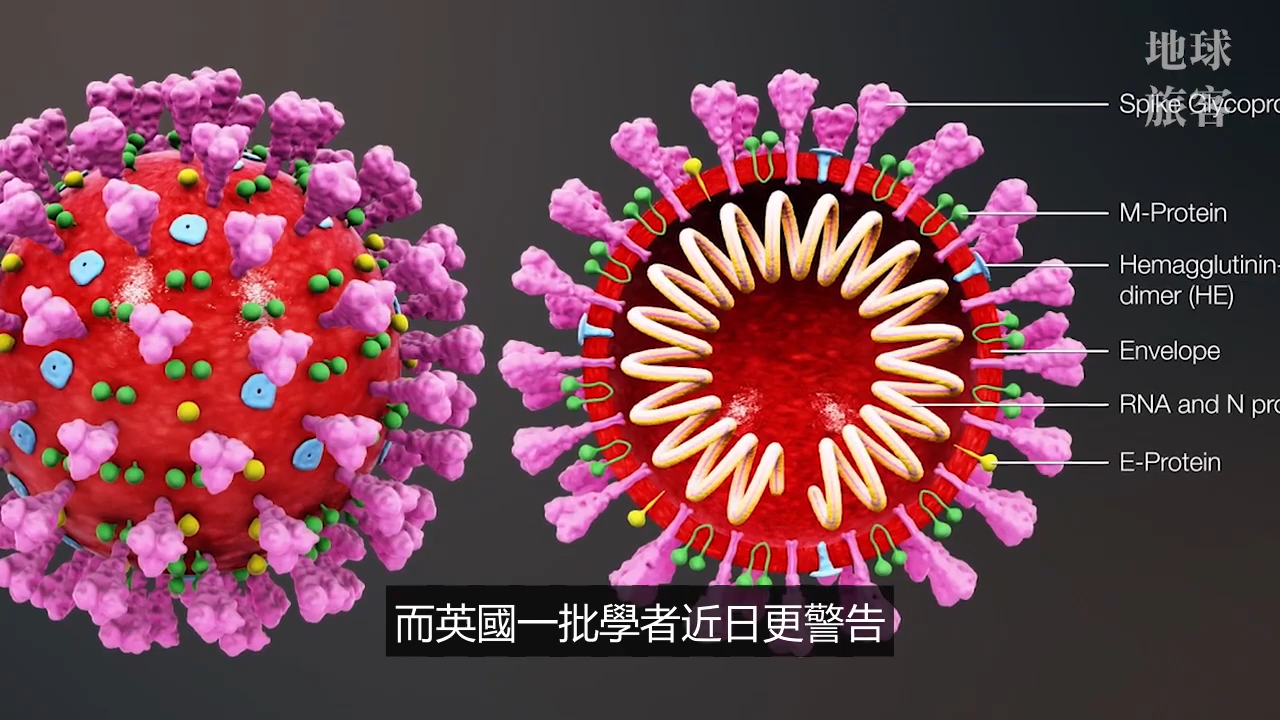 地球
旅客
Spike Glycopro
M-Protein
Hemagglutinin-
dimer (HE)
Envelope
RNA and N pro
E-Protein
而英國一批學者近日更警告